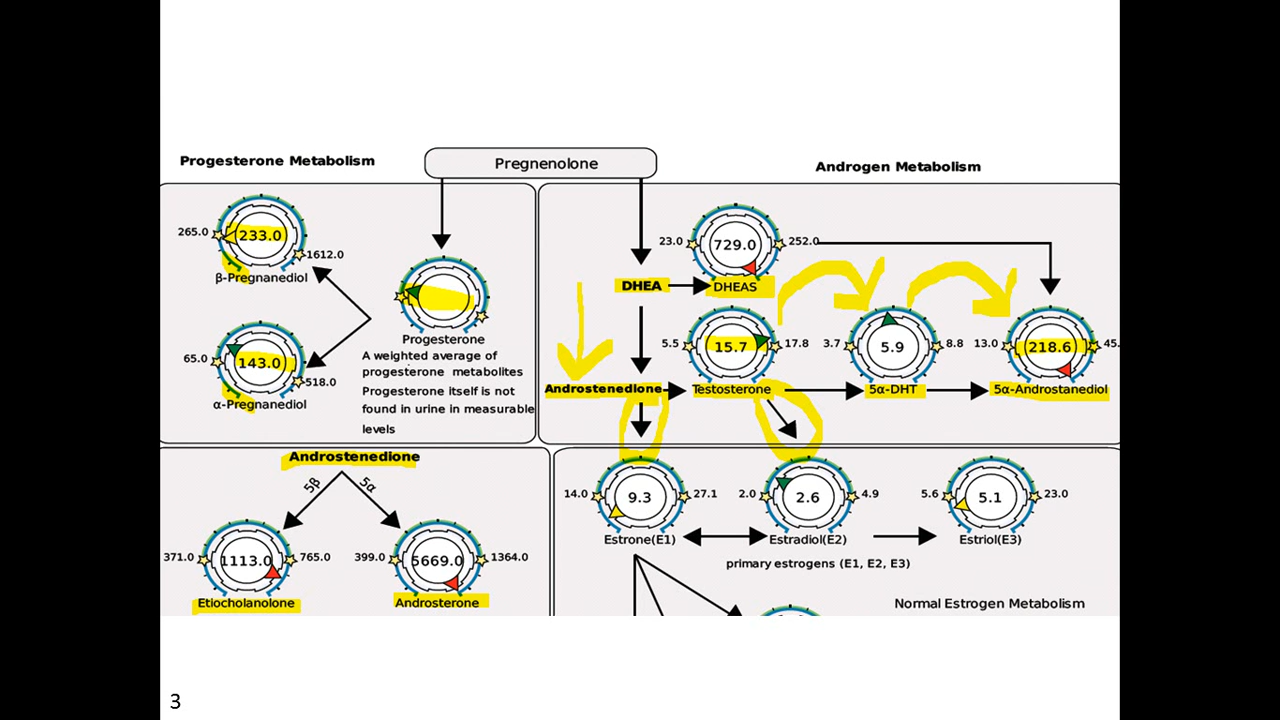 Progesterone Metabolism
Pregnenolone
Androgen Metabolism
265.0
233.0
1612.0
β-Pregnanediol
65.0
143.0
518.0
α-Pregnanediol
Progesterone
A weighted average of
progesterone metabolites
Progesterone itself is not
found in urine in measurable
levels
23.0
729.0
252.0
DHEA
DHEAS
5.5
15.7
17.8
3.7
5.9
8.8
13.0
218.6
45.
Androstenedione
Testosterone
5α-DHT
5α-Androstanediol
Androstenedione
5β
5α
371.0
1113.0
765.0
399.0
5669.0
1364.0
Etiocholanolone
Androsterone
14.0
9.3
27.1
2.0
2.6
4.9
5.6
5.1
23.0
Estrone(E1)
Estradiol(E2)
Estriol(E3)
primary estrogens (E1, E2, E3)
Normal Estrogen Metabolism
3